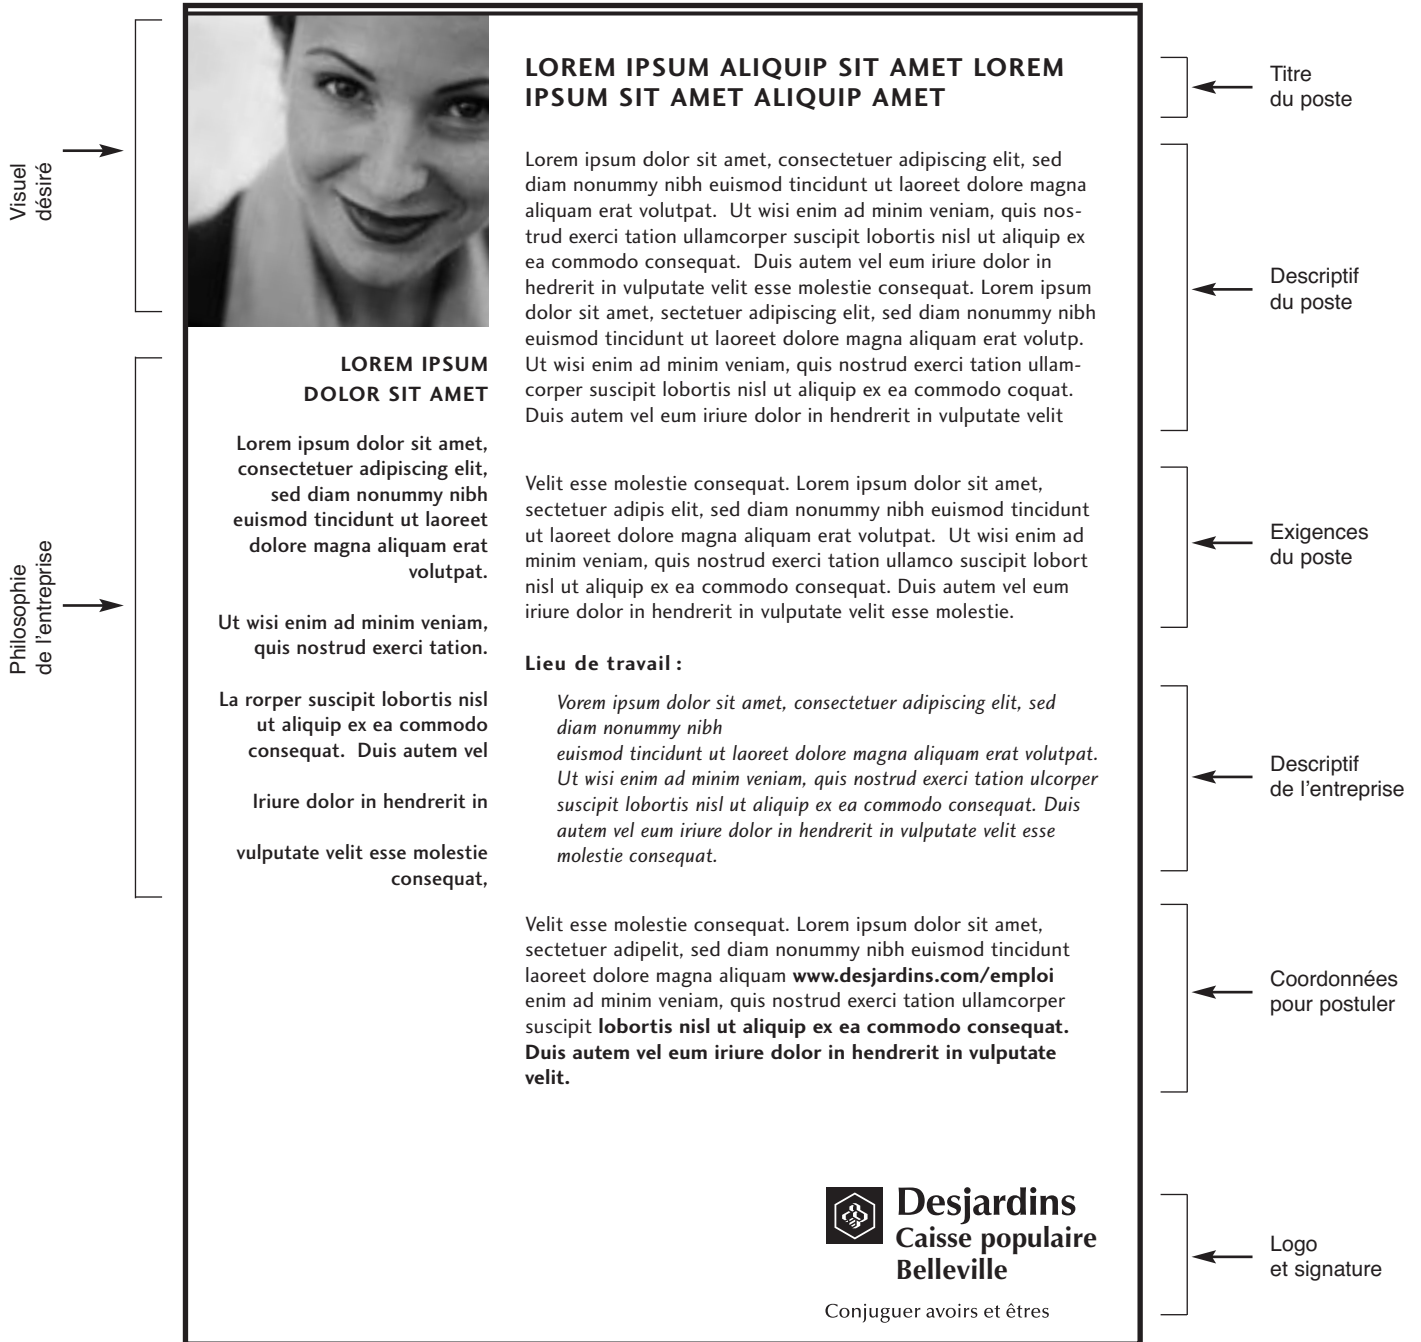 Visuel
désiré
Philosophie
de l'entreprise
LOREM IPSUM
DOLOR SIT AMET
Lorem ipsum dolor sit amet,
consectetuer adipiscing elit,
sed diam nonummy nibh
euismod tincidunt ut laoreet
dolore magna aliquam erat
volutpat.
Ut wisi enim ad minim veniam,
quis nostrud exerci tation.
La rorper suscipit lobortis nisl
ut aliquip ex ea commodo
consequat. Duis autem vel
Iriure dolor in hendrerit in
vulputate velit esse molestie
consequat,
LOREM IPSUM ALIQUIP SIT AMET LOREM
IPSUM SIT AMET ALIQUIP AMET
Lorem ipsum dolor sit amet, consectetuer adipiscing elit, sed
diam nonummy nibh euismod tincidunt ut laoreet dolore magna
aliquam erat volutpat. Ut wisi enim ad minim veniam, quis nos-
trud exerci tation ullamcorper suscipit lobortis nisl ut aliquip ex
ea commodo consequat. Duis autem vel eum iriure dolor in
hedrerit in vulputate velit esse molestie consequat. Lorem ipsum
dolor sit amet, sectetuer adipiscing elit, sed diam nonummy nibh
euismod tincidunt ut laoreet dolore magna aliquam erat volutp.
Ut wisi enim ad minim veniam, quis nostrud exerci tation ullam-
corper suscipit lobortis nisl ut aliquip ex ea commodo coquat.
Duis autem vel eum iriure dolor in hendrerit in vulputate velit
Velit esse molestie consequat. Lorem ipsum dolor sit amet,
sectetuer adipis elit, sed diam nonummy nibh euismod tincidunt
ut laoreet dolore magna aliquam erat volutpat. Ut wisi enim ad
minim veniam, quis nostrud exerci tation ullamco suscipit lobort
nisl ut aliquip ex ea commodo consequat. Duis autem vel eum
iriure dolor in hendrerit in vulputate velit esse molestie.
Lieu de travail :
Vorem ipsum dolor sit amet, consectetuer adipiscing elit, sed
diam nonummy nibh
euismod tincidunt ut laoreet dolore magna aliquam erat volutpat.
Ut wisi enim ad minim veniam, quis nostrud exerci tation ulcorper
suscipit lobortis nisl ut aliquip ex ea commodo consequat. Duis
autem vel eum iriure dolor in hendrerit in vulputate velit esse
molestie consequat.
Velit esse molestie consequat. Lorem ipsum dolor sit amet,
sectetuer adipelit, sed diam nonummy nibh euismod tincidunt
laoreet dolore magna aliquam www.desjardins.com/emploi
enim ad minim veniam, quis nostrud exerci tation ullamcorper
suscipit lobortis nisl ut aliquip ex ea commodo consequat.
Duis autem vel eum iriure dolor in hendrerit in vulputate
velit.
Desjardins
Caisse populaire
Belleville
Conjuguer avoirs et êtres
Titre
du poste
Descriptif
du poste
Exigences
du poste
Descriptif
de l'entreprise
Coordonnées
pour postuler
Logo
et signature